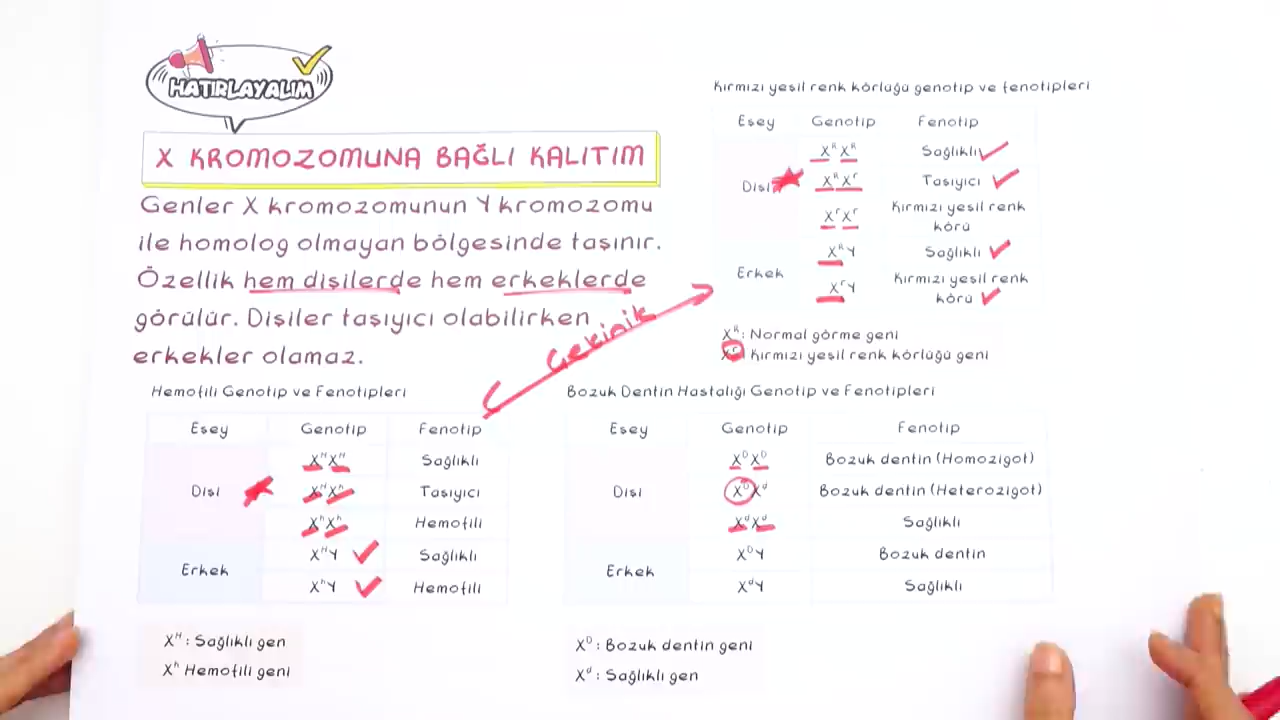 HATIRLAYALIM
X KROMOZOMUNA BAĞLI KALITIM
Genler X kromozomunun Y kromozomu
ile homolog olmayan bölgesinde taşınır.
Özellik hem dişilerde hem erkeklerde
görülür. Dişiler taşıyıcı olabilirken
erkekler olamaz.
Çekinik
Kırmızı yeşil renk körlüğü genotip ve fenotipleri
Eşey Genotip Fenotip
Dişi
XᴿXᴿ Sağlıklı
XᴿXʳ Taşıyıcı
XʳXʳ Kırmızı yeşil renk
körü
Erkek
XᴿY Sağlıklı
XʳY Kırmızı yeşil renk
körü
Xᴿ: Normal görme geni
Xʳ: Kırmızı yeşil renk körlüğü geni
Hemofili Genotip ve Fenotipleri
Eşey Genotip Fenotip
Dişi
XᴴXᴴ Sağlıklı
XᴴXʰ Taşıyıcı
XʰXʰ Hemofili
Erkek
XᴴY Sağlıklı
XʰY Hemofili
Xᴴ : Sağlıklı gen
Xʰ Hemofili geni
Bozuk Dentin Hastalığı Genotip ve Fenotipleri
Eşey Genotip Fenotip
Dişi
XᴰXᴰ Bozuk dentin (Homozigot)
XᴰXᵈ Bozuk dentin (Heterozigot)
XᵈXᵈ Sağlıklı
Erkek
XᴰY Bozuk dentin
XᵈY Sağlıklı
Xᴰ : Bozuk dentin geni
Xᵈ : Sağlıklı gen